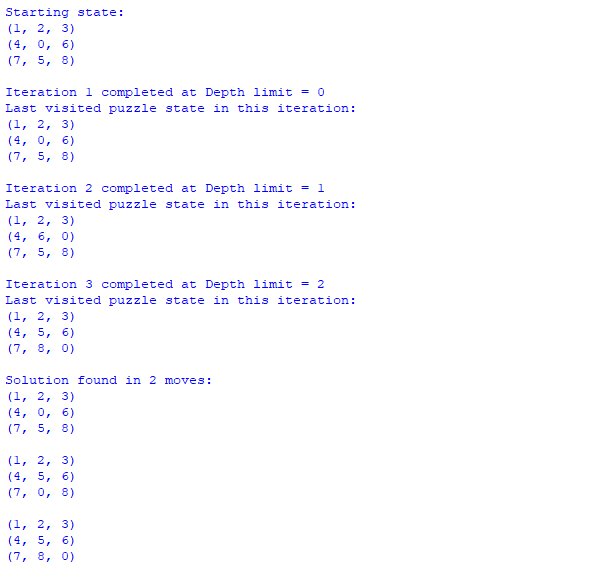 Starting state:
(1, 2, 3)
(4, 0, 6)
(7, 5, 8)

Iteration 1 completed at Depth limit = 0
Last visited puzzle state in this iteration:
(1, 2, 3)
(4, 0, 6)
(7, 5, 8)

Iteration 2 completed at Depth limit = 1
Last visited puzzle state in this iteration:
(1, 2, 3)
(4, 6, 0)
(7, 5, 8)

Iteration 3 completed at Depth limit = 2
Last visited puzzle state in this iteration:
(1, 2, 3)
(4, 5, 6)
(7, 8, 0)

Solution found in 2 moves:
(1, 2, 3)
(4, 0, 6)
(7, 5, 8)

(1, 2, 3)
(4, 5, 6)
(7, 0, 8)

(1, 2, 3)
(4, 5, 6)
(7, 8, 0)